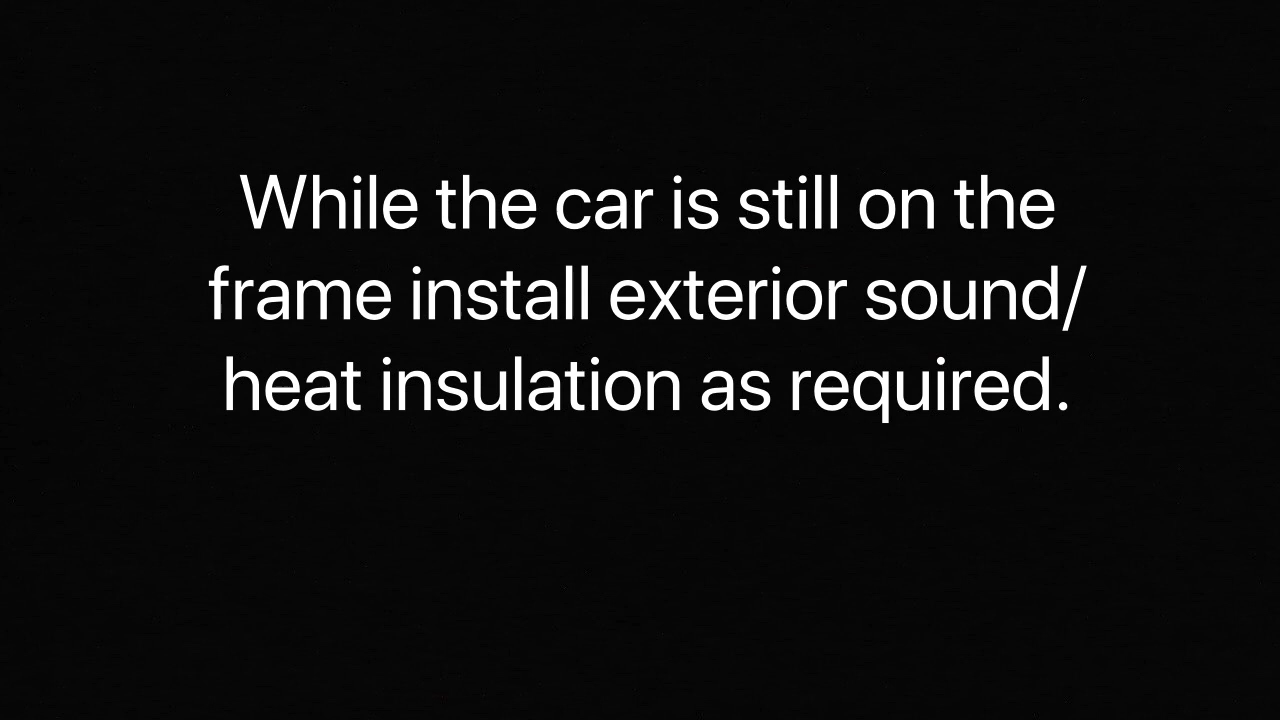 While the car is still on the
frame install exterior sound/
heat insulation as required.